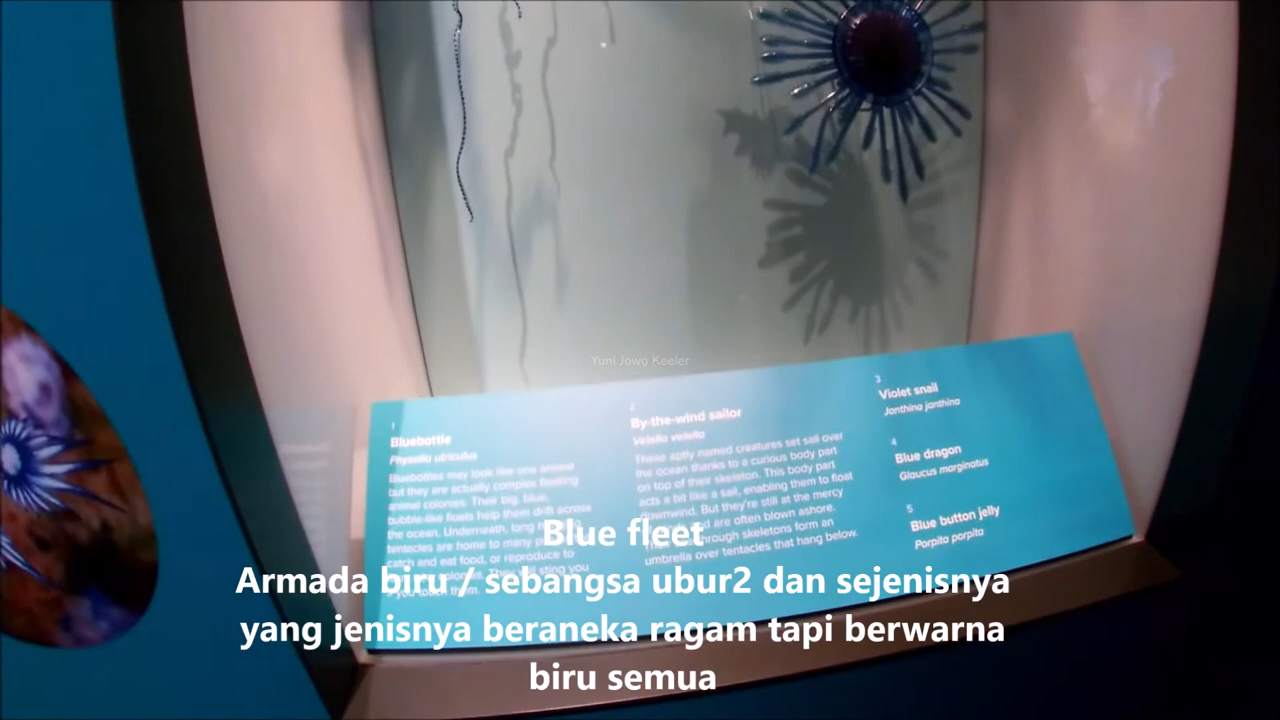 Yuni Jowo Keeler
1
Bluebottle
Physalia utriculus
Bluebottles may look like one animal
but they are actually complex floating
animal colonies. Their big, blue,
bubble-like floats help them drift across
the ocean. Underneath, long
tentacles are home to many
catch and eat food, or reproduce to
sting you
you touch them.
2
By-the-wind sailor
Velella velella
These aptly named creatures set sail over
the ocean thanks to a curious body part
on top of their skeleton. This body part
acts a bit like a sail, enabling them to float
downwind. But they're still at the mercy
and are often blown ashore.
through skeletons form an
umbrella over tentacles that hang below.
3
Violet snail
Janthina janthina
4
Blue dragon
Glaucus marginatus
5
Blue button jelly
Porpita porpita
Blue fleet
Armada biru / sebangsa ubur2 dan sejenisnya
yang jenisnya beraneka ragam tapi berwarna
biru semua